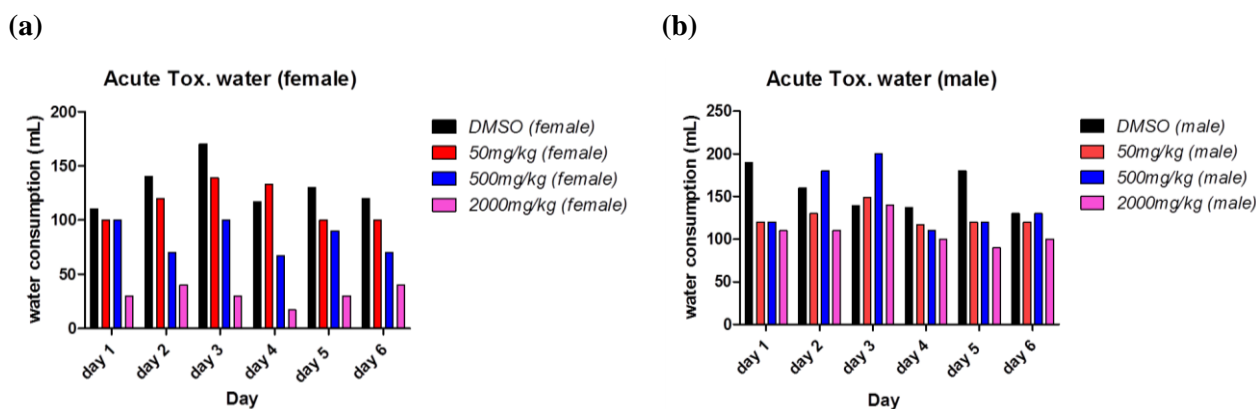 (a)
Acute Tox. water (female)
water consumption (mL)
200
150
100
50
0
day 1
day 2
day 3
day 4
day 5
day 6
Day
DMSO (female)
50mg/kg (female)
500mg/kg (female)
2000mg/kg (female)
(b)
Acute Tox. water (male)
water consumption (mL)
250
200
150
100
50
0
day 1
day 2
day 3
day 4
day 5
day 6
Day
DMSO (male)
50mg/kg (male)
500mg/kg (male)
2000mg/kg (male)